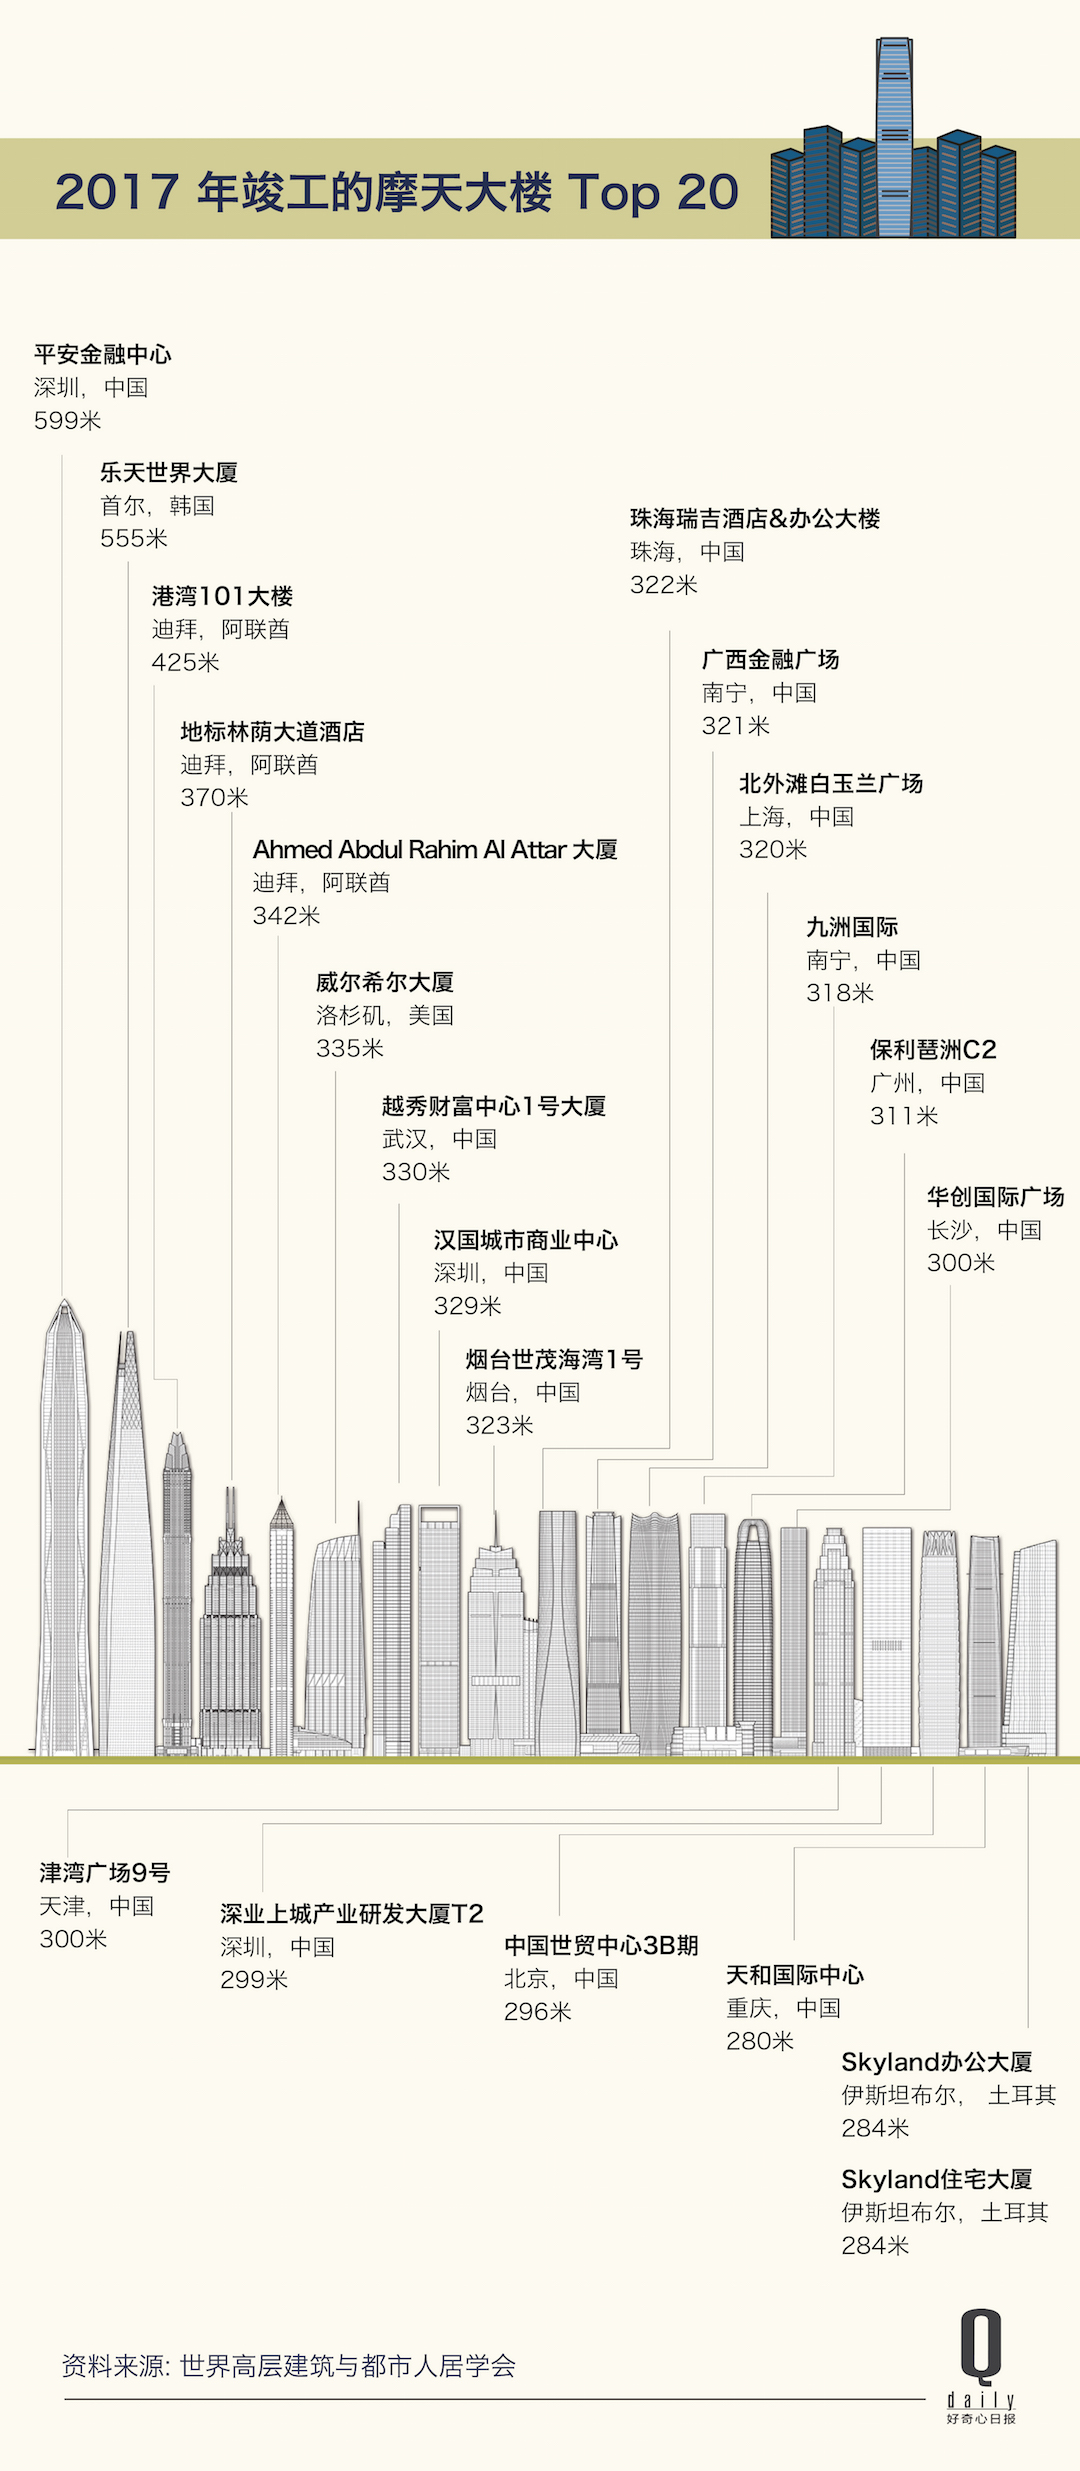 2017 年竣工的摩天大楼 Top 20
平安金融中心
深圳，中国
599米
乐天世界大厦
首尔，韩国
555米
港湾101大楼
迪拜，阿联酋
425米
地标林荫大道酒店
迪拜，阿联酋
370米
Ahmed Abdul Rahim Al Attar 大厦
迪拜，阿联酋
342米
威尔希尔大厦
洛杉矶，美国
335米
越秀财富中心1号大厦
武汉，中国
330米
汉国城市商业中心
深圳，中国
329米
烟台世茂海湾1号
烟台，中国
323米
珠海瑞吉酒店&办公大楼
珠海，中国
322米
广西金融广场
南宁，中国
321米
北外滩白玉兰广场
上海，中国
320米
九洲国际
南宁，中国
318米
保利琶洲C2
广州，中国
311米
华创国际广场
长沙，中国
300米
津湾广场9号
天津，中国
300米
深业上城产业研发大厦T2
深圳，中国
299米
中国世贸中心3B期
北京，中国
296米
天和国际中心
重庆，中国
280米
Skyland办公大厦
伊斯坦布尔， 土耳其
284米
Skyland住宅大厦
伊斯坦布尔，土耳其
284米
资料来源: 世界高层建筑与都市人居学会
Q
daily
好奇心日报